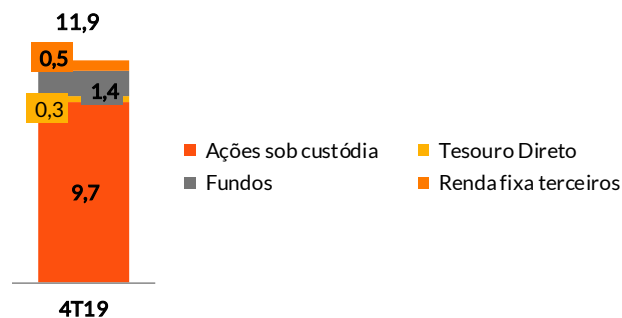 11,9
0,5
1,4
0,3
9,7
4T19
Ações sob custódia
Tesouro Direto
Fundos
Renda fixa terceiros